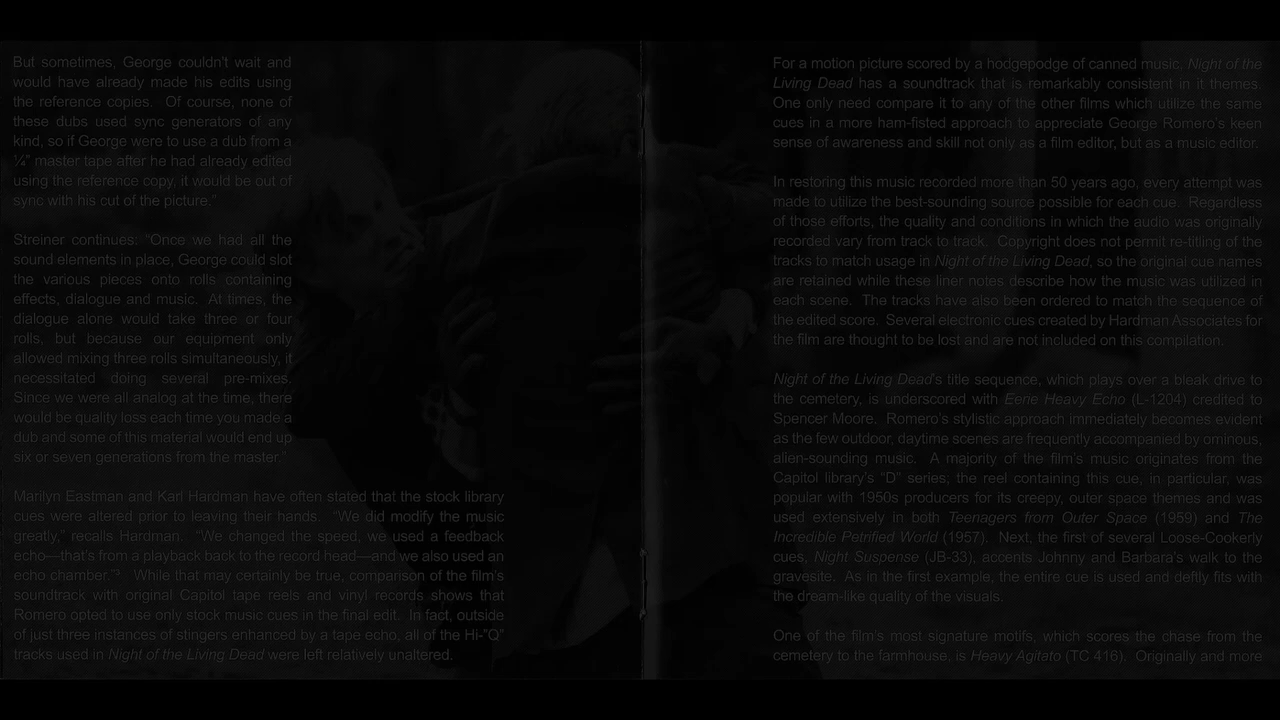 But sometimes, George couldn't wait and
would have already made his edits using
the reference copies. Of course, none of
these dubs used sync generators of any
kind, so if George were to use a dub from a
¼" master tape after he had already edited
using the reference copy, it would be out of
sync with his cut of the picture."
Streiner continues: "Once we had all the
sound elements in place, George could slot
the various pieces onto rolls containing
effects, dialogue and music. At times, the
dialogue alone would take three or four
rolls, but because our equipment only
allowed mixing three rolls simultaneously, it
necessitated doing several pre-mixes.
Since we were all analog at the time, there
would be quality loss each time you made a
dub and some of this material would end up
six or seven generations from the master."
Marilyn Eastman and Karl Hardman have often stated that the stock library
cues were altered prior to leaving their hands. "We did modify the music
greatly," recalls Hardman. "We changed the speed, we used a feedback
echo—that's from a playback back to the record head—and we also used an
echo chamber."³ While that may certainly be true, comparison of the film's
soundtrack with original Capitol tape reels and vinyl records shows that
Romero opted to use only stock music cues in the final edit. In fact, outside
of just three instances of stingers enhanced by a tape echo, all of the Hi-"Q"
tracks used in Night of the Living Dead were left relatively unaltered.
For a motion picture scored by a hodgepodge of canned music, Night of the
Living Dead has a soundtrack that is remarkably consistent in it themes.
One only need compare it to any of the other films which utilize the same
cues in a more ham-fisted approach to appreciate George Romero's keen
sense of awareness and skill not only as a film editor, but as a music editor.
In restoring this music recorded more than 50 years ago, every attempt was
made to utilize the best-sounding source possible for each cue. Regardless
of those efforts, the quality and conditions in which the audio was originally
recorded vary from track to track. Copyright does not permit re-titling of the
tracks to match usage in Night of the Living Dead, so the original cue names
are retained while these liner notes describe how the music was utilized in
each scene. The tracks have also been ordered to match the sequence of
the edited score. Several electronic cues created by Hardman Associates for
the film are thought to be lost and are not included on this compilation.
Night of the Living Dead's title sequence, which plays over a bleak drive to
the cemetery, is underscored with Eerie Heavy Echo (L-1204) credited to
Spencer Moore. Romero's stylistic approach immediately becomes evident
as the few outdoor, daytime scenes are frequently accompanied by ominous,
alien-sounding music. A majority of the film's music originates from the
Capitol library's "D" series; the reel containing this cue, in particular, was
popular with 1950s producers for its creepy, outer space themes and was
used extensively in both Teenagers from Outer Space (1959) and The
Incredible Petrified World (1957). Next, the first of several Loose-Cookerly
cues, Night Suspense (JB-33), accents Johnny and Barbara's walk to the
gravesite. As in the first example, the entire cue is used and deftly fits with
the dream-like quality of the visuals.
One of the film's most signature motifs, which scores the chase from the
cemetery to the farmhouse, is Heavy Agitato (TC 416). Originally and more